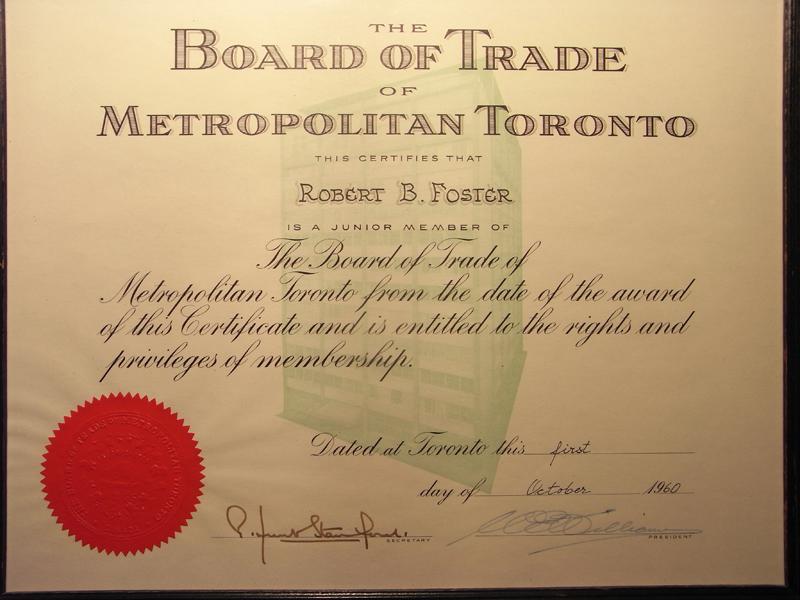 THE
BOARD OF TRADE
OF
METROPOLITAN TORONTO
THIS CERTIFIES THAT
ROBERT B. FOSTER
IS A JUNIOR MEMBER OF
The Board of Trade of
Metropolitan Toronto from the date of the award
of this Certificate and is entitled to the rights and
privileges of membership.
Dated at Toronto this first
day of October 1960
SECRETARY
PRESIDENT